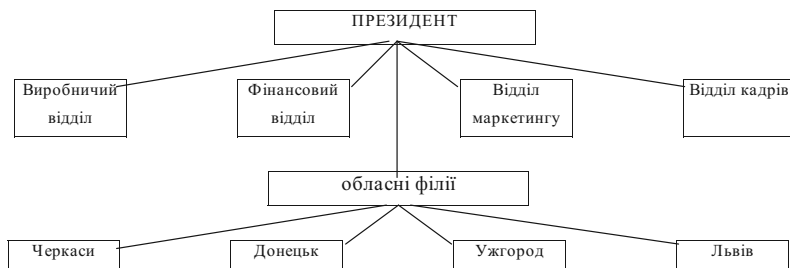 ПРЕЗИДЕНТ
Виробничий
відділ
Фінансовий
відділ
Відділ
маркетингу
Відділ кадрів
обласні філії
Черкаси
Донецьк
Ужгород
Львів